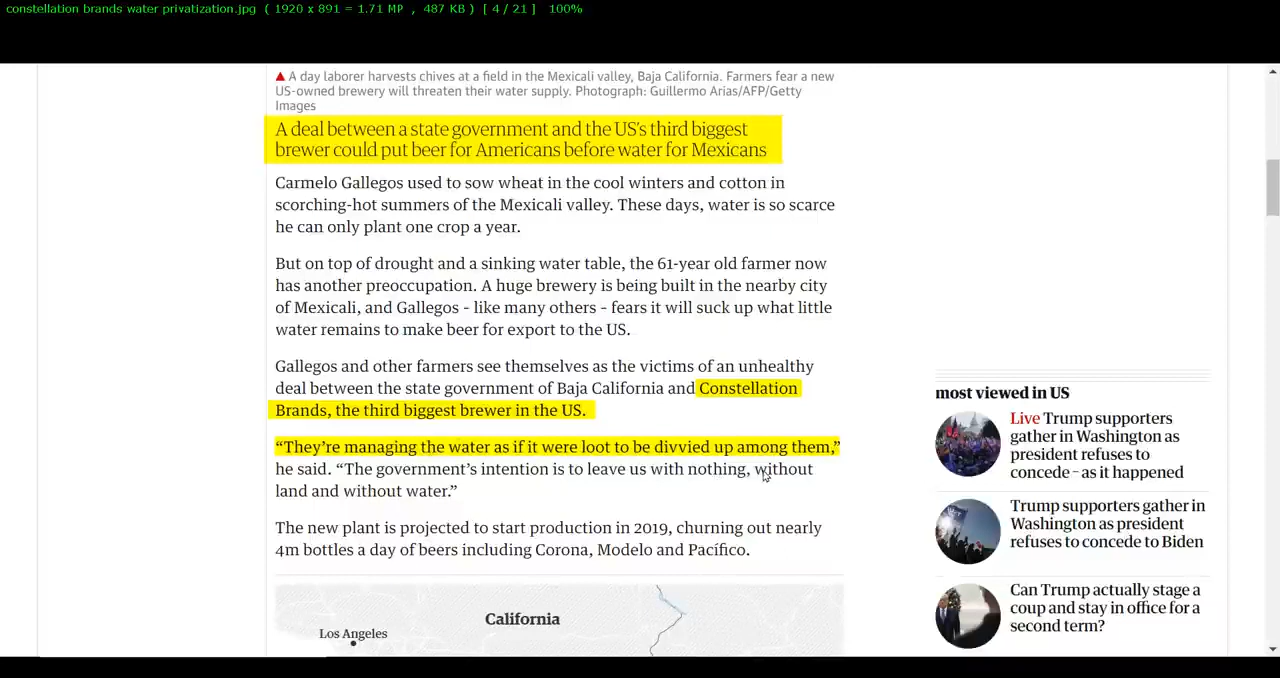 constellation brands water privatization.jpg ( 1920 x 891 = 1.71 MP , 487 KB ) [ 4 / 21 ] 100%
▲ A day laborer harvests chives at a field in the Mexicali valley, Baja California. Farmers fear a new
US-owned brewery will threaten their water supply. Photograph: Guillermo Arias/AFP/Getty
Images
A deal between a state government and the US's third biggest
brewer could put beer for Americans before water for Mexicans
Carmelo Gallegos used to sow wheat in the cool winters and cotton in
scorching-hot summers of the Mexicali valley. These days, water is so scarce
he can only plant one crop a year.
But on top of drought and a sinking water table, the 61-year old farmer now
has another preoccupation. A huge brewery is being built in the nearby city
of Mexicali, and Gallegos - like many others - fears it will suck up what little
water remains to make beer for export to the US.
Gallegos and other farmers see themselves as the victims of an unhealthy
deal between the state government of Baja California and Constellation
Brands, the third biggest brewer in the US.
“They're managing the water as if it were loot to be divvied up among them,”
he said. “The government's intention is to leave us with nothing, without
land and without water.”
The new plant is projected to start production in 2019, churning out nearly
4m bottles a day of beers including Corona, Modelo and Pacífico.
California
Los Angeles
most viewed in US
Live Trump supporters
gather in Washington as
president refuses to
concede – as it happened
Trump supporters gather in
Washington as president
refuses to concede to Biden
Can Trump actually stage a
coup and stay in office for a
second term?